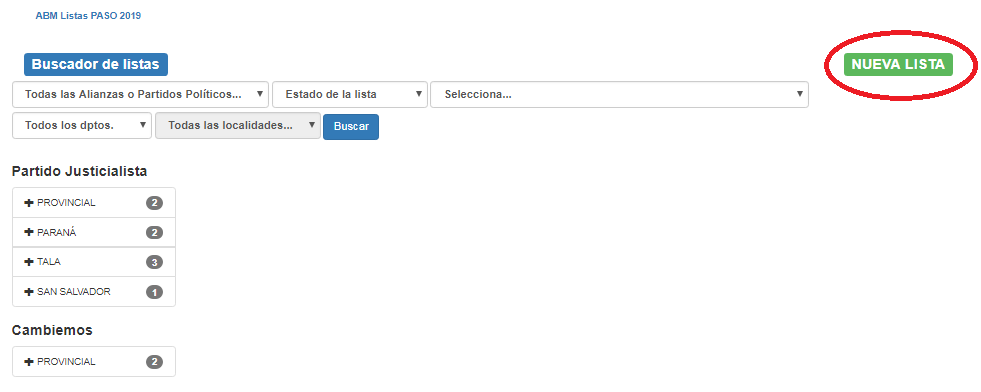 ABM Listas PASO 2019
Buscador de listas
NUEVA LISTA
Todas las Alianzas o Partidos Políticos... Estado de la lista Selecciona...
Todos los dptos. Todas las localidades... Buscar
Partido Justicialista
PROVINCIAL 2
PARANÁ 2
TALA 3
SAN SALVADOR 1
Cambiemos
PROVINCIAL 2